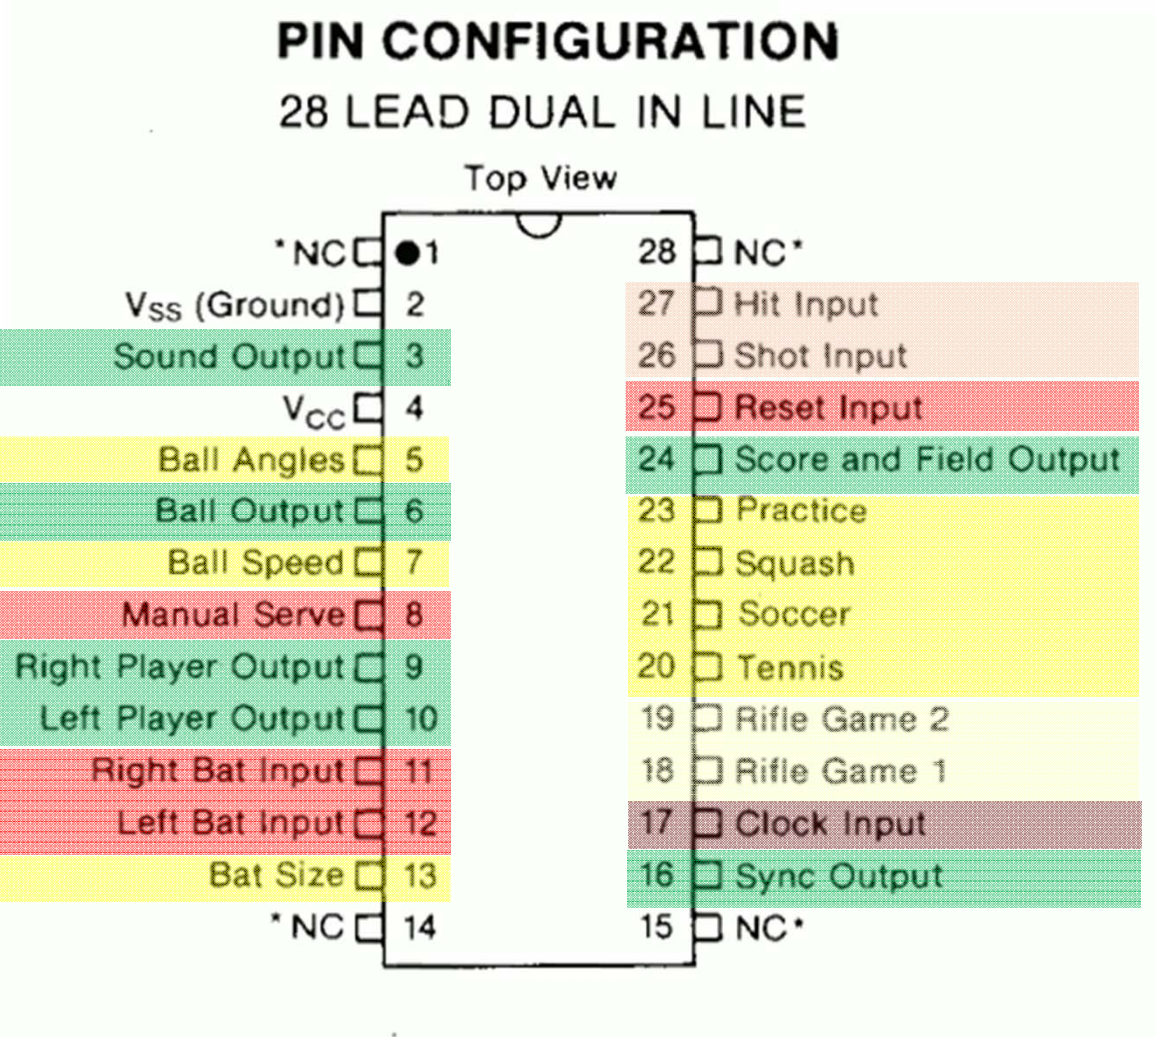 PIN CONFIGURATION
28 LEAD DUAL IN LINE
Top View
*NC 1 28 NC*
VSS (Ground) 2 27 Hit Input
Sound Output 3 26 Shot Input
VCC 4 25 Reset Input
Ball Angles 5 24 Score and Field Output
Ball Output 6 23 Practice
Ball Speed 7 22 Squash
Manual Serve 8 21 Soccer
Right Player Output 9 20 Tennis
Left Player Output 10 19 Rifle Game 2
Right Bat Input 11 18 Rifle Game 1
Left Bat Input 12 17 Clock Input
Bat Size 13 16 Sync Output
*NC 14 15 NC*